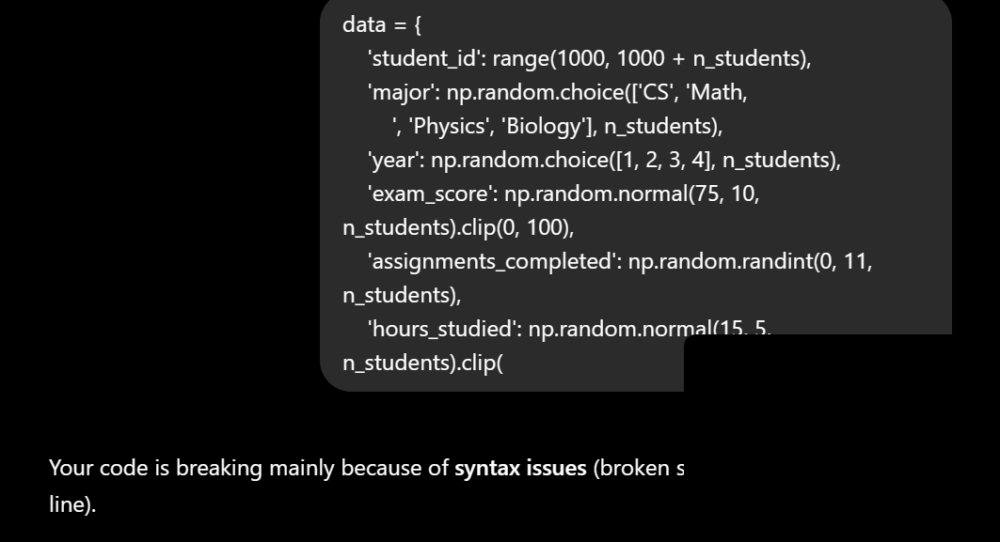 data = {
'student_id': range(1000, 1000 + n_students),
'major': np.random.choice(['CS', 'Math,
', 'Physics', 'Biology'], n_students),
'year': np.random.choice([1, 2, 3, 4], n_students),
'exam_score': np.random.normal(75, 10,
n_students).clip(0, 100),
'assignments_completed': np.random.randint(0, 11,
n_students),
'hours_studied': np.random.normal(15, 5,
n_students).clip(
Your code is breaking mainly because of syntax issues (broken
line).